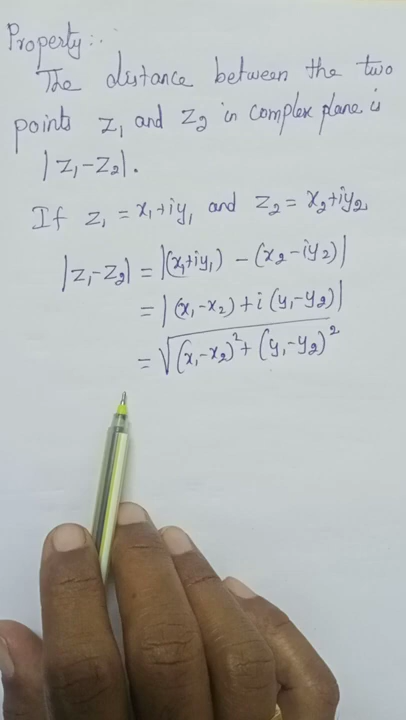 Property:-
The distance between the two
points z₁ and z₂ in complex plane is
|z₁-z₂|.
If z₁ = x₁+iy₁ and z₂ = x₂+iy₂
|z₁-z₂| = |(x₁+iy₁) - (x₂-iy₂)|
= |(x₁-x₂)+i(y₁-y₂)|
= √(x₁-x₂)²+(y₁-y₂)²